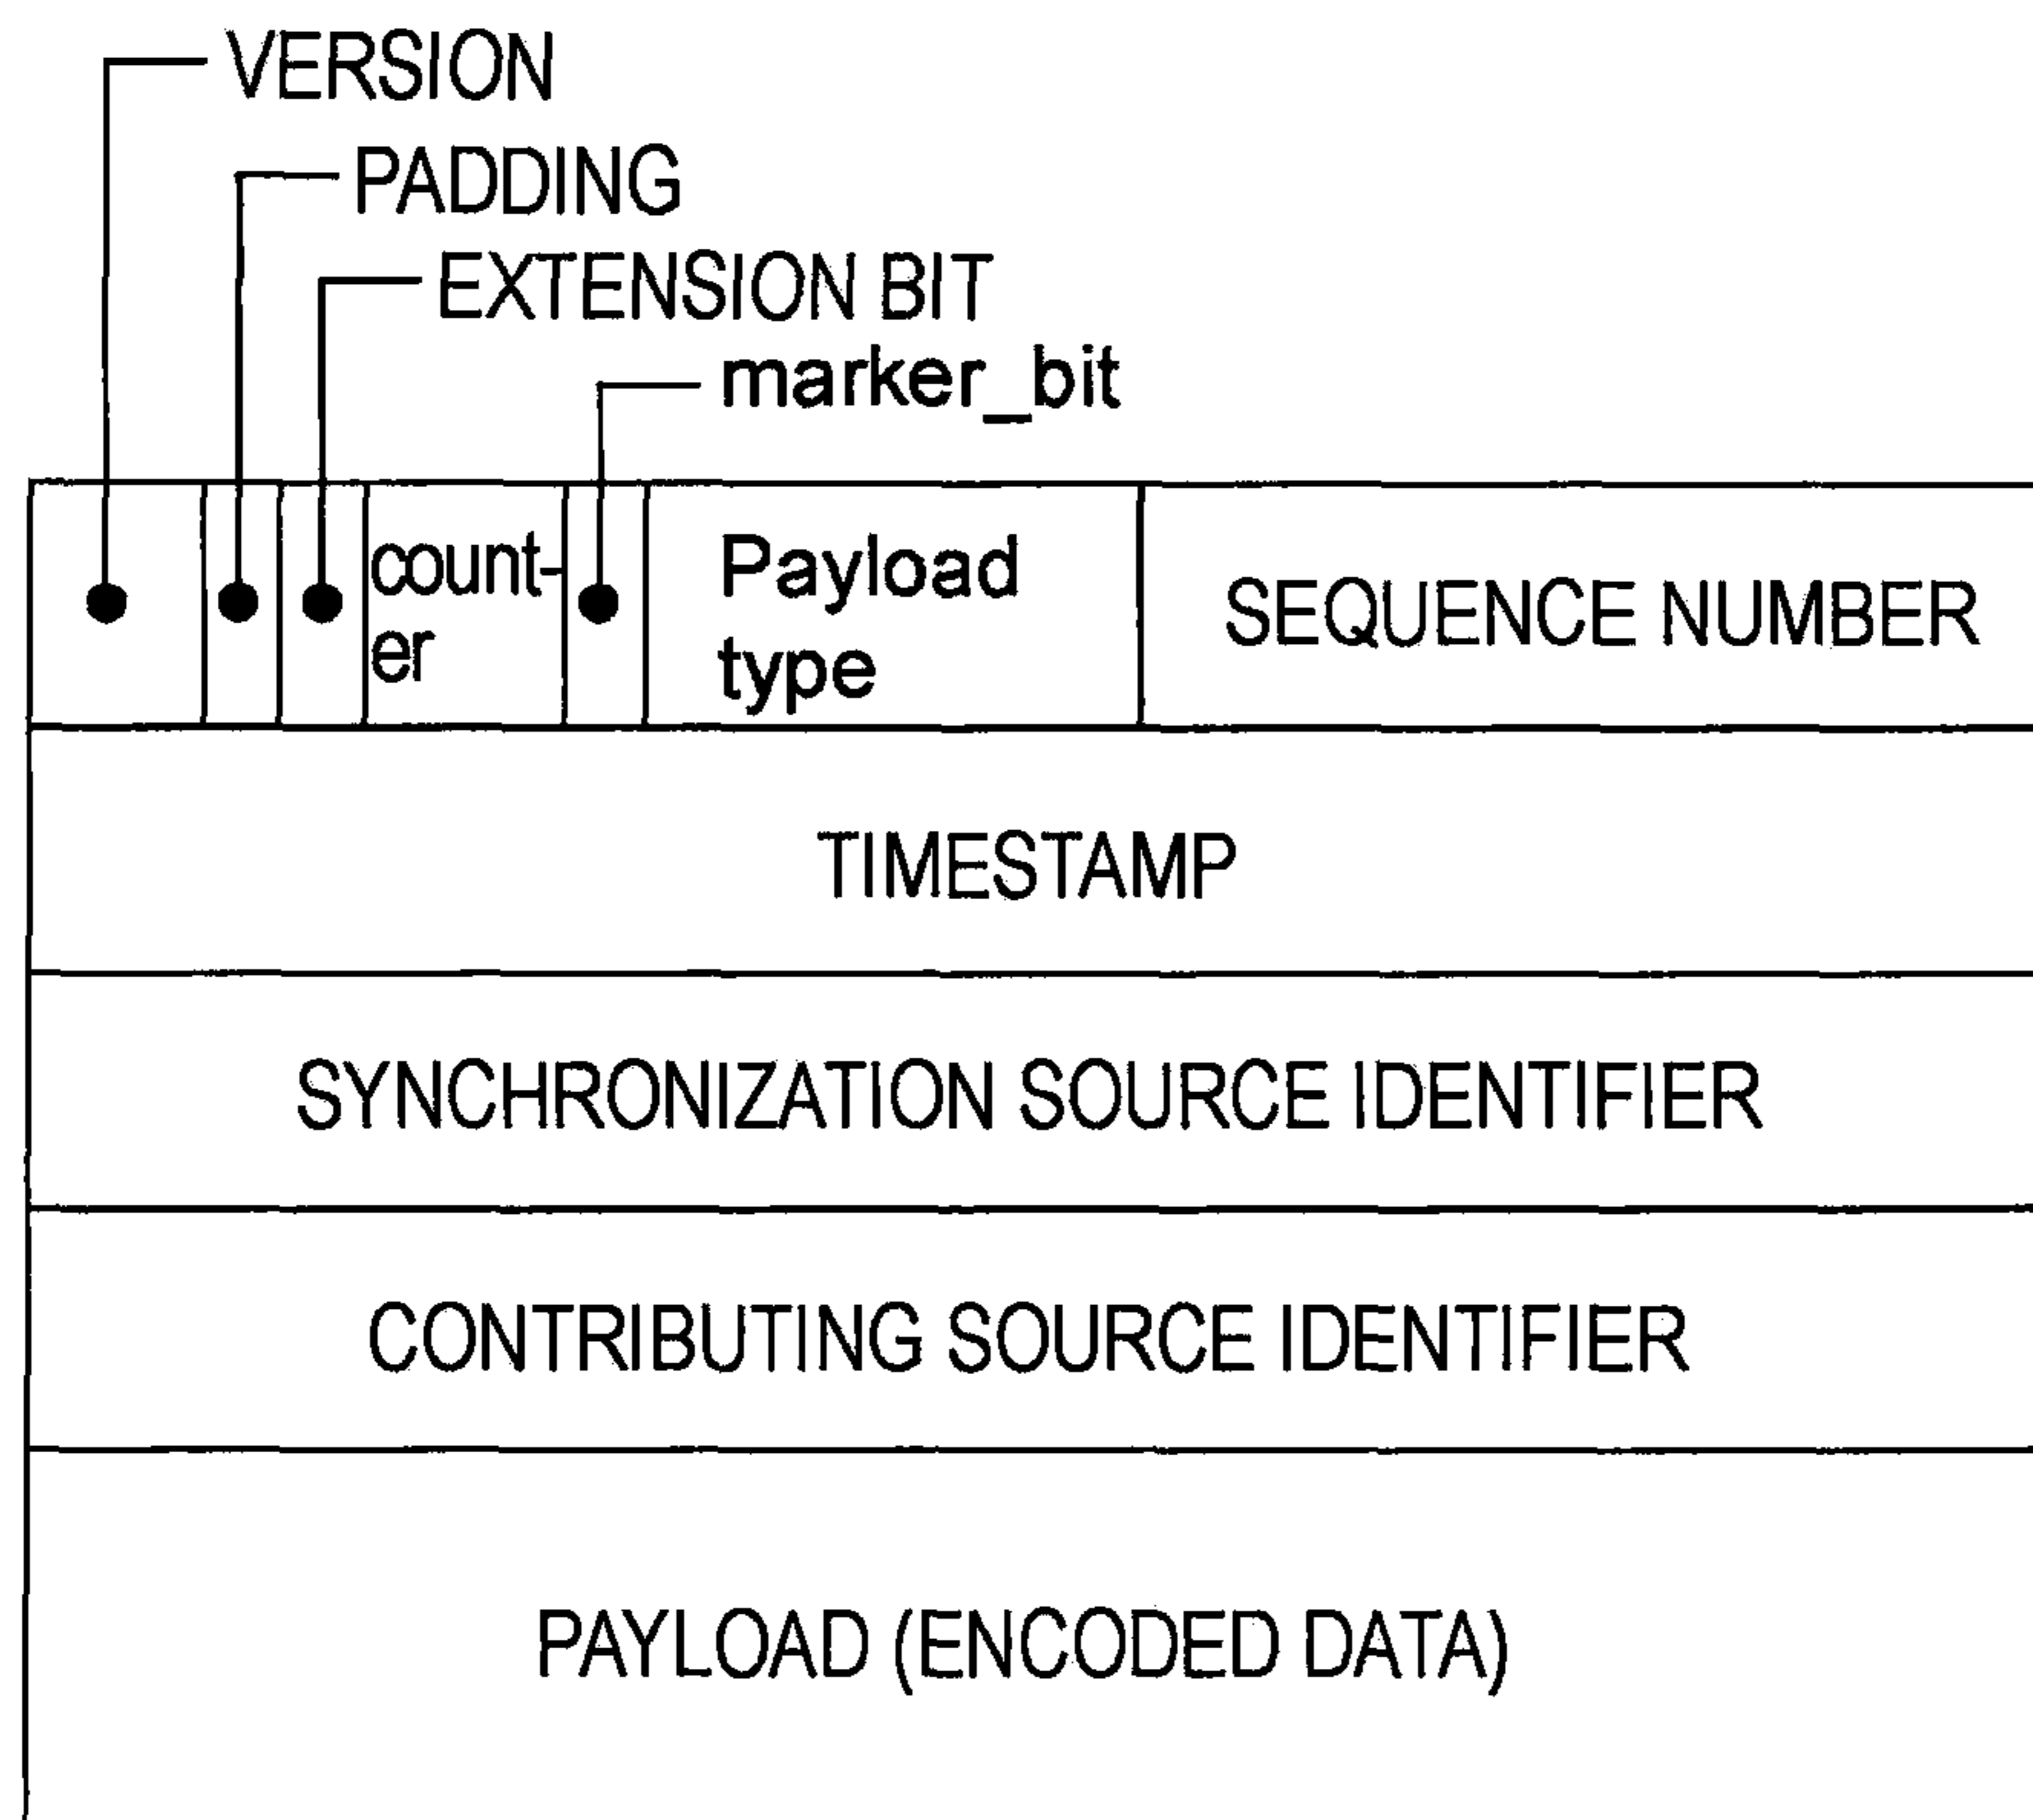 VERSION
PADDING
EXTENSION BIT
marker_bit
count-
er
Payload
type
SEQUENCE NUMBER
TIMESTAMP
SYNCHRONIZATION SOURCE IDENTIFIER
CONTRIBUTING SOURCE IDENTIFIER
PAYLOAD (ENCODED DATA)